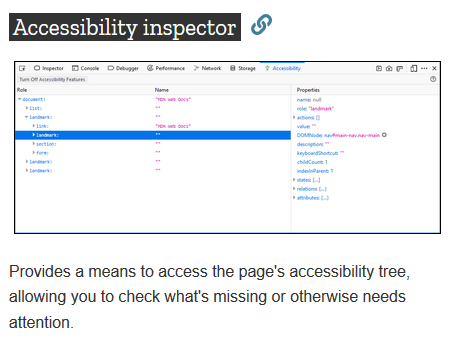 Accessibility inspector
Inspector Console Debugger Performance Network Storage Accessibility
Turn Off Accessibility Features
Role Name Properties
document: "MDN Web Docs" name: null
list: "" role: "landmark"
landmark: "" actions: []
link: "MDN Web Docs" value: ""
landmark: "" DOMNode: nav#main-nav.nav-main
section: "" description: ""
form: "" keyboardShortcut: ""
landmark: "" childCount: 1
landmark: "" indexInParent: 1
states: [...]
relations: {...}
attributes: {...}
Provides a means to access the page's accessibility tree,
allowing you to check what's missing or otherwise needs
attention.